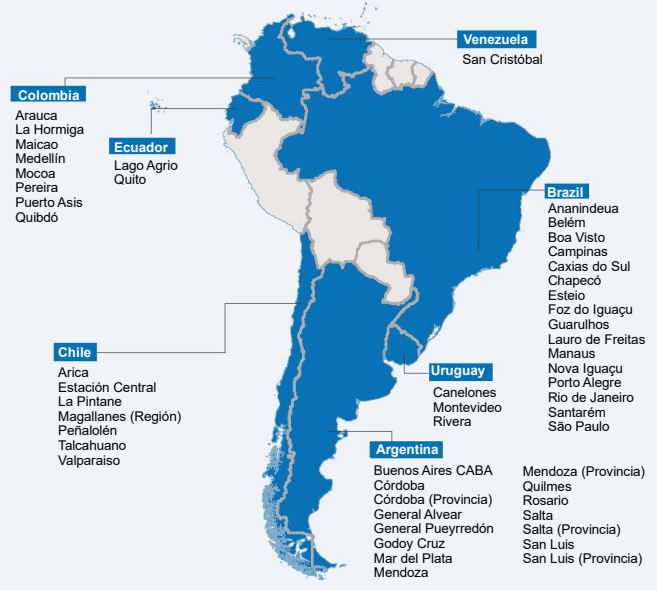 Venezuela
San Cristóbal
Colombia
Arauca
La Hormiga
Maicao
Medellín
Mocoa
Pereira
Puerto Asis
Quibdó
Ecuador
Lago Agrio
Quito
Brazil
Ananindeua
Belém
Boa Visto
Campinas
Caxias do Sul
Chapecó
Esteio
Foz do Iguaçu
Guarulhos
Lauro de Freitas
Manaus
Nova Iguaçu
Porto Alegre
Rio de Janeiro
Santarém
São Paulo
Chile
Arica
Estación Central
La Pintane
Magallanes (Región)
Peñalolén
Talcahuano
Valparaiso
Uruguay
Canelones
Montevideo
Rivera
Argentina
Buenos Aires CABA
Córdoba
Córdoba (Provincia)
General Alvear
General Pueyrredón
Godoy Cruz
Mar del Plata
Mendoza
Mendoza (Provincia)
Quilmes
Rosario
Salta
Salta (Provincia)
San Luis
San Luis (Provincia)